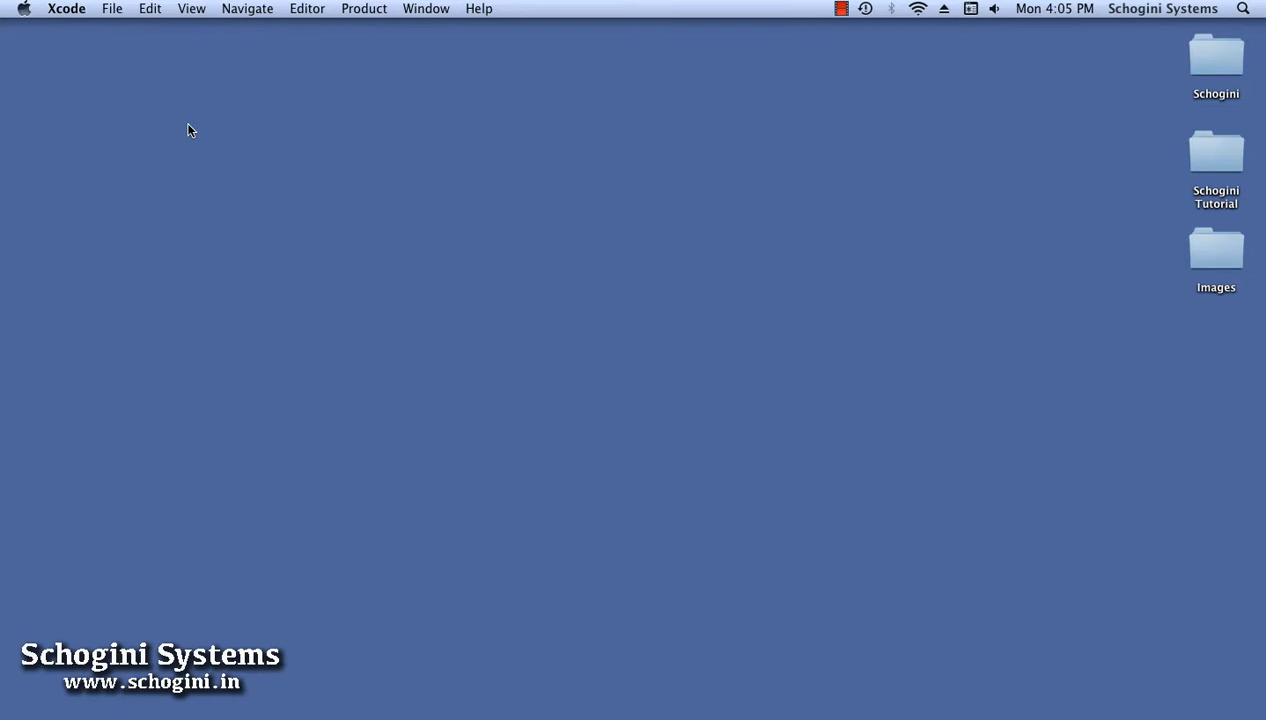 Xcode File Edit View Navigate Editor Product Window Help Mon 4:05 PM Schogini Systems
Schogini
Schogini
Tutorial
Images
Schogini Systems
www.schogini.in